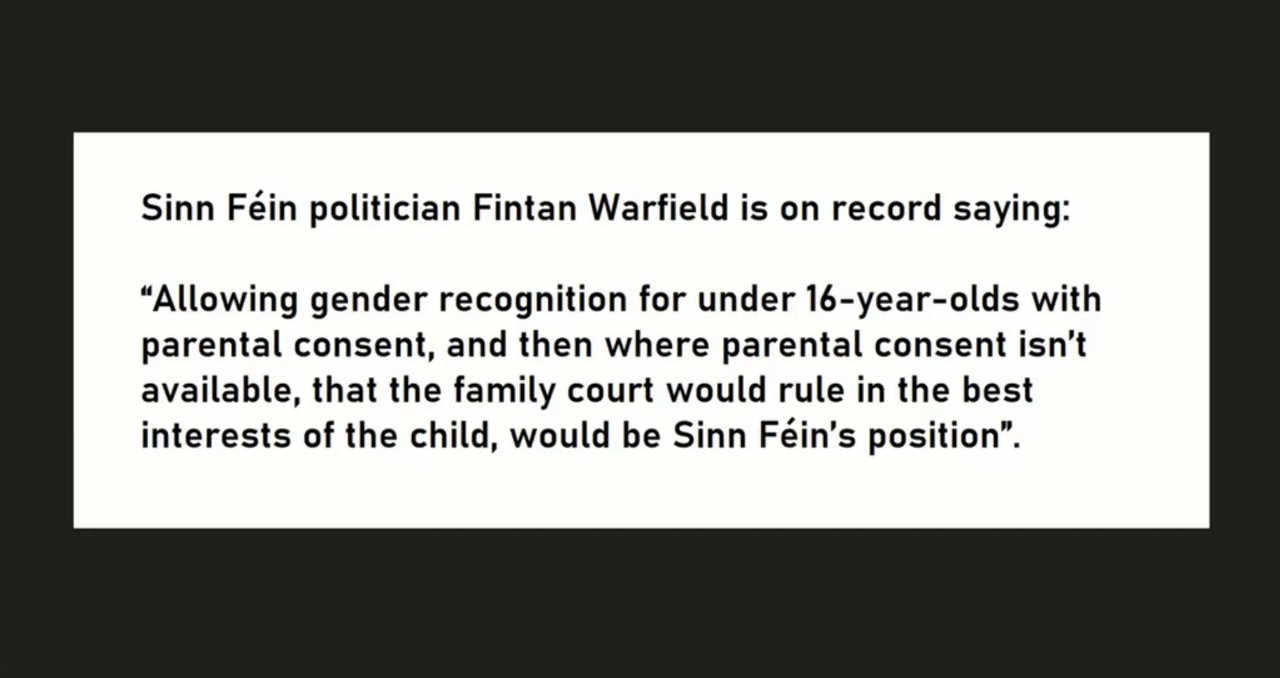 Sinn Féin politician Fintan Warfield is on record saying:
“Allowing gender recognition for under 16-year-olds with
parental consent, and then where parental consent isn’t
available, that the family court would rule in the best
interests of the child, would be Sinn Féin’s position”.